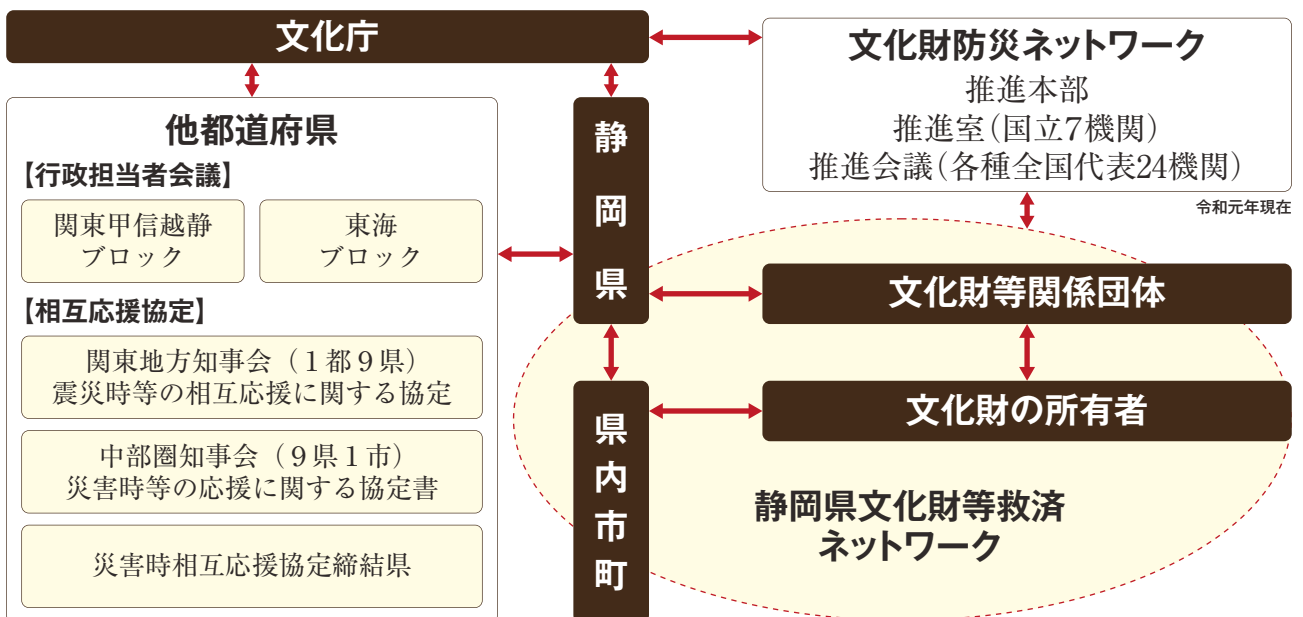 文化庁
文化財防災ネットワーク
推進本部
推進室(国立7機関)
推進会議(各種全国代表24機関)
令和元年現在
他都道府県
【行政担当者会議】
関東甲信越静
ブロック
東海
ブロック
【相互応援協定】
関東地方知事会(1都9県)
震災時等の相互応援に関する協定
中部圏知事会(9県1市)
災害時等の応援に関する協定書
災害時相互応援協定締結県
静岡県
県内市町
文化財等関係団体
文化財の所有者
静岡県文化財等救済
ネットワーク